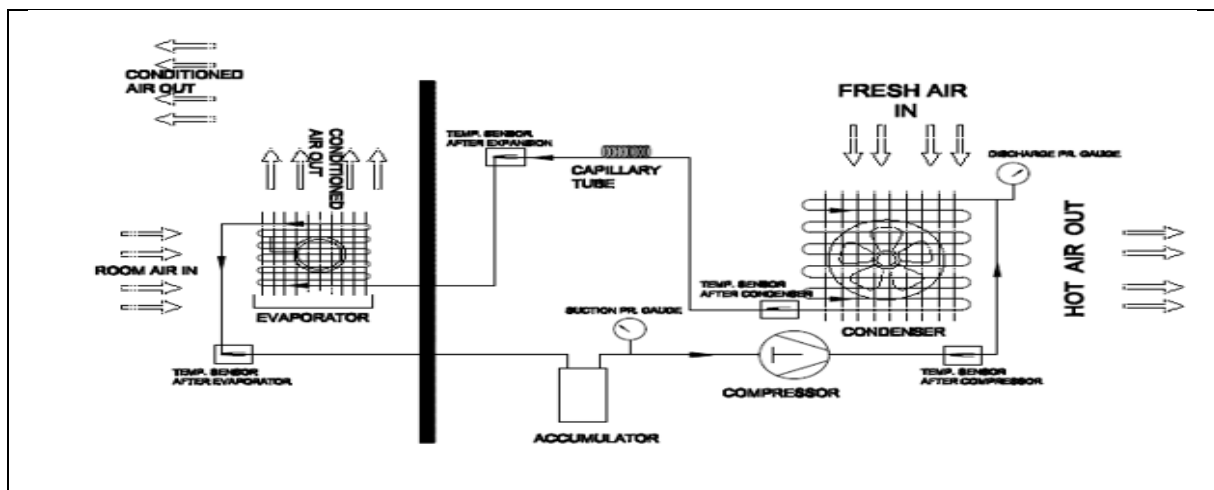 CONDITIONED
AIR OUT
CONDITIONED
AIR OUT
ROOM AIR IN
EVAPORATOR
TEMP. SENSOR
AFTER EVAPORATOR
TEMP. SENSOR
AFTER EXPANSION
CAPILLARY
TUBE
FRESH AIR
IN
DISCHARGE PR. GAUGE
HOT AIR OUT
TEMP. SENSOR
AFTER CONDENSER
CONDENSER
SUCTION PR. GAUGE
COMPRESSOR
TEMP. SENSOR
AFTER COMPRESSOR
ACCUMULATOR